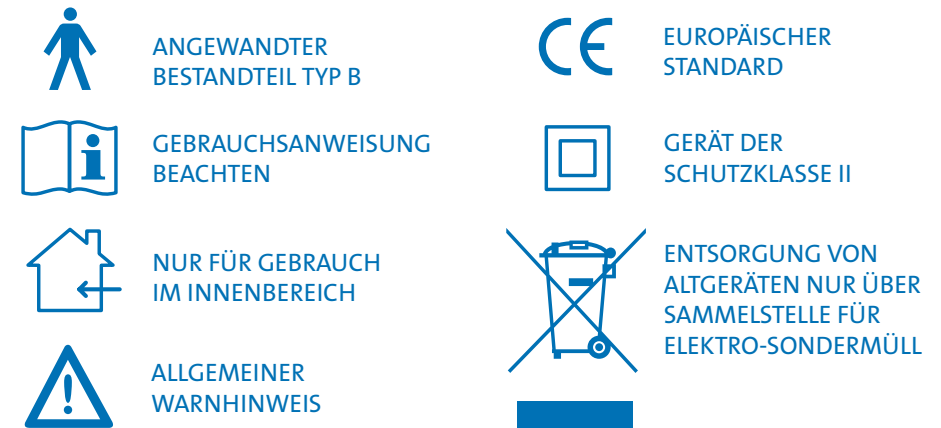 ANGEWANDTER
BESTANDTEIL TYP B
GEBRAUCHSANWEISUNG
BEACHTEN
NUR FÜR GEBRAUCH
IM INNENBEREICH
ALLGEMEINER
WARNHINWEIS
CE
EUROPÄISCHER
STANDARD
GERÄT DER
SCHUTZKLASSE II
ENTSORGUNG VON
ALTGERÄTEN NUR ÜBER
SAMMELSTELLE FÜR
ELEKTRO-SONDERMÜLL